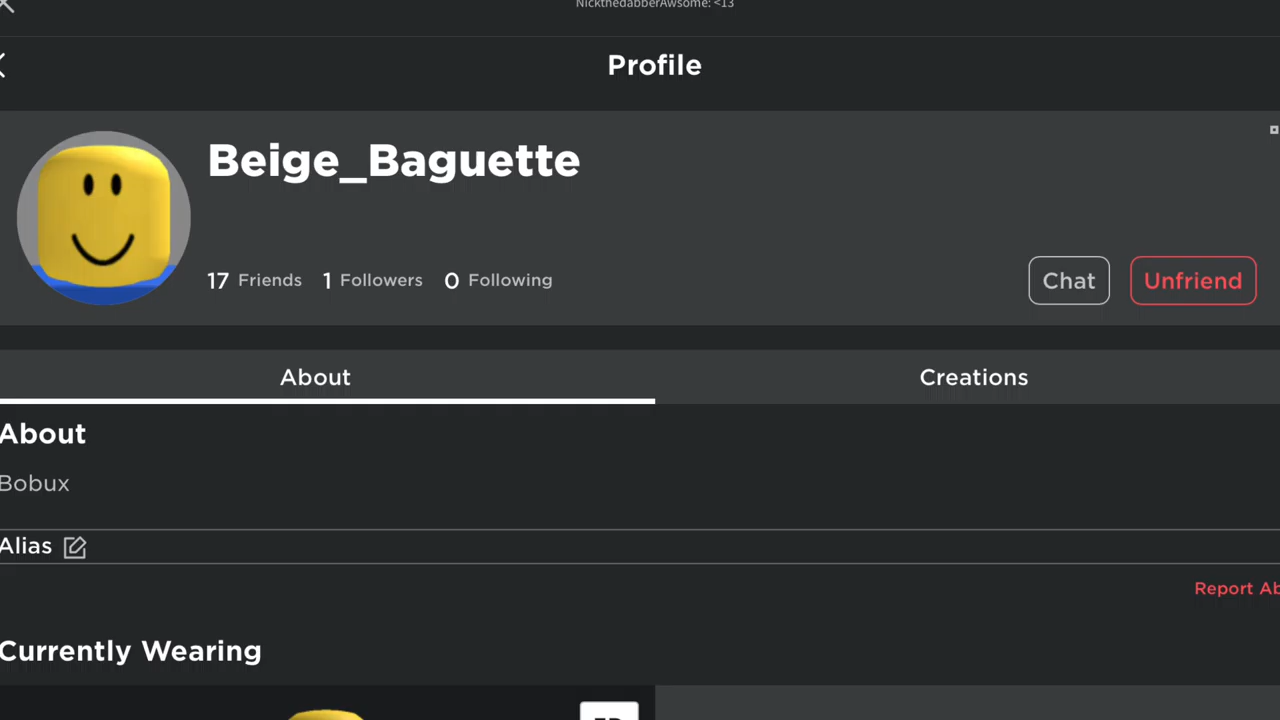 NickthedabberAwsome: <13
Profile
Beige_Baguette
17 Friends 1 Followers 0 Following
Chat Unfriend
About Creations
About
Bobux
Alias
Report Ab
Currently Wearing